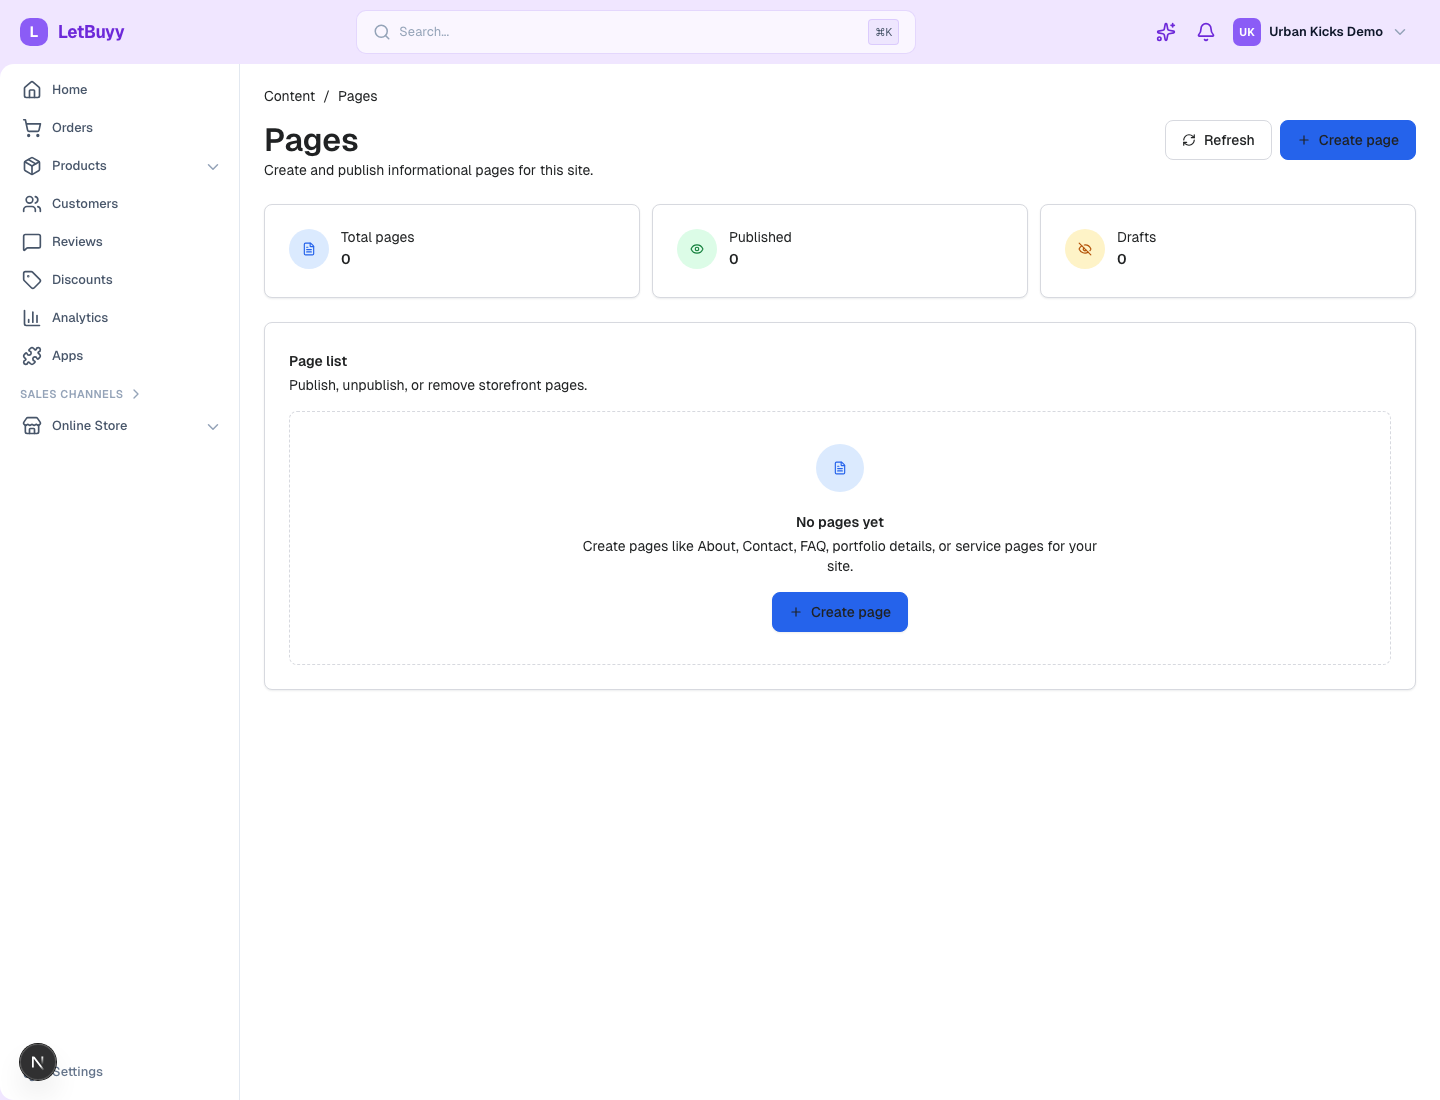 L LetBuyy
Search...
⌘K
UK Urban Kicks Demo
Home
Orders
Products
Customers
Reviews
Discounts
Analytics
Apps
SALES CHANNELS
Online Store
N
Settings
Content / Pages
Pages
Create and publish informational pages for this site.
Refresh
Create page
Total pages
0
Published
0
Drafts
0
Page list
Publish, unpublish, or remove storefront pages.
No pages yet
Create pages like About, Contact, FAQ, portfolio details, or service pages for your
site.
Create page